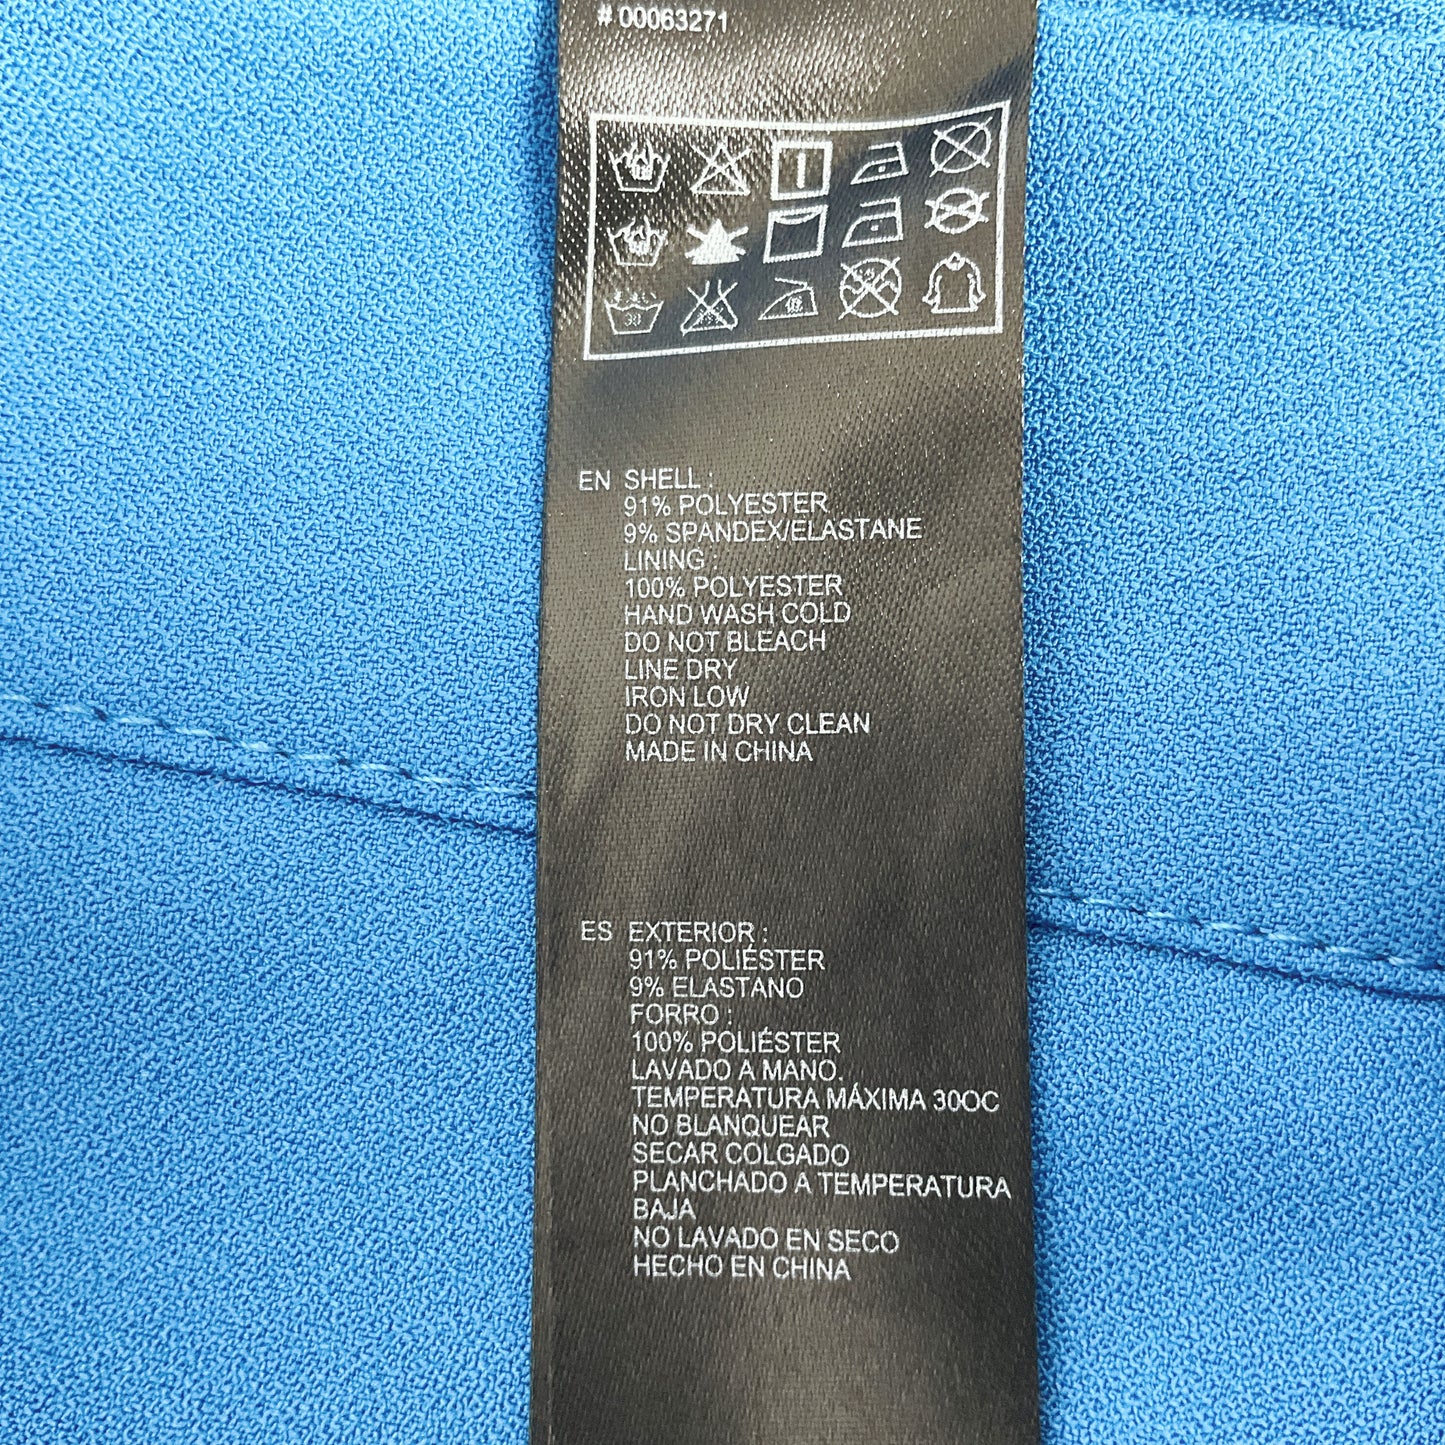 # 00063271
EN SHELL :
91% POLYESTER
9% SPANDEX/ELASTANE
LINING :
100% POLYESTER
HAND WASH COLD
DO NOT BLEACH
LINE DRY
IRON LOW
DO NOT DRY CLEAN
MADE IN CHINA
ES EXTERIOR :
91% POLIÉSTER
9% ELASTANO
FORRO :
100% POLIÉSTER
LAVADO A MANO.
TEMPERATURA MÁXIMA 30OC
NO BLANQUEAR
SECAR COLGADO
PLANCHADO A TEMPERATURA
BAJA
NO LAVADO EN SECO
HECHO EN CHINA